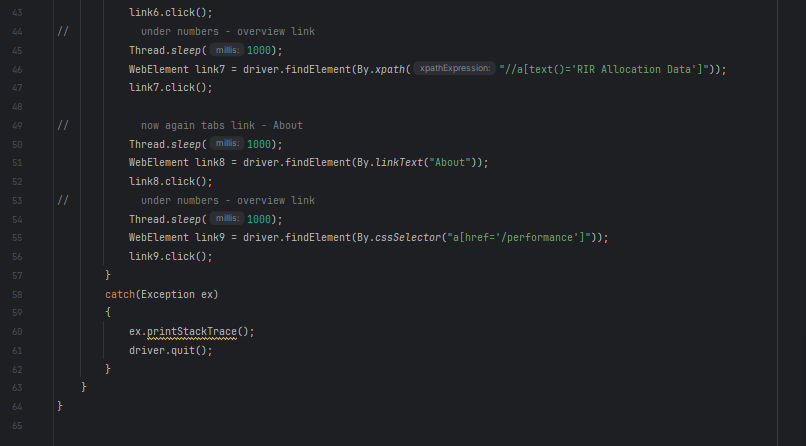 43 link6.click();
44 // under numbers - overview link
45 Thread.sleep( millis: 1000);
46 WebElement link7 = driver.findElement(By.xpath( xpathExpression: "//a[text()='RIR Allocation Data']"));
47 link7.click();
48
49 // now again tabs link - About
50 Thread.sleep( millis: 1000);
51 WebElement link8 = driver.findElement(By.linkText("About"));
52 link8.click();
53 // under numbers - overview link
54 Thread.sleep( millis: 1000);
55 WebElement link9 = driver.findElement(By.cssSelector("a[href='/performance']"));
56 link9.click();
57 }
58 catch(Exception ex)
59 {
60 ex.printStackTrace();
61 driver.quit();
62 }
63 }
64 }
65